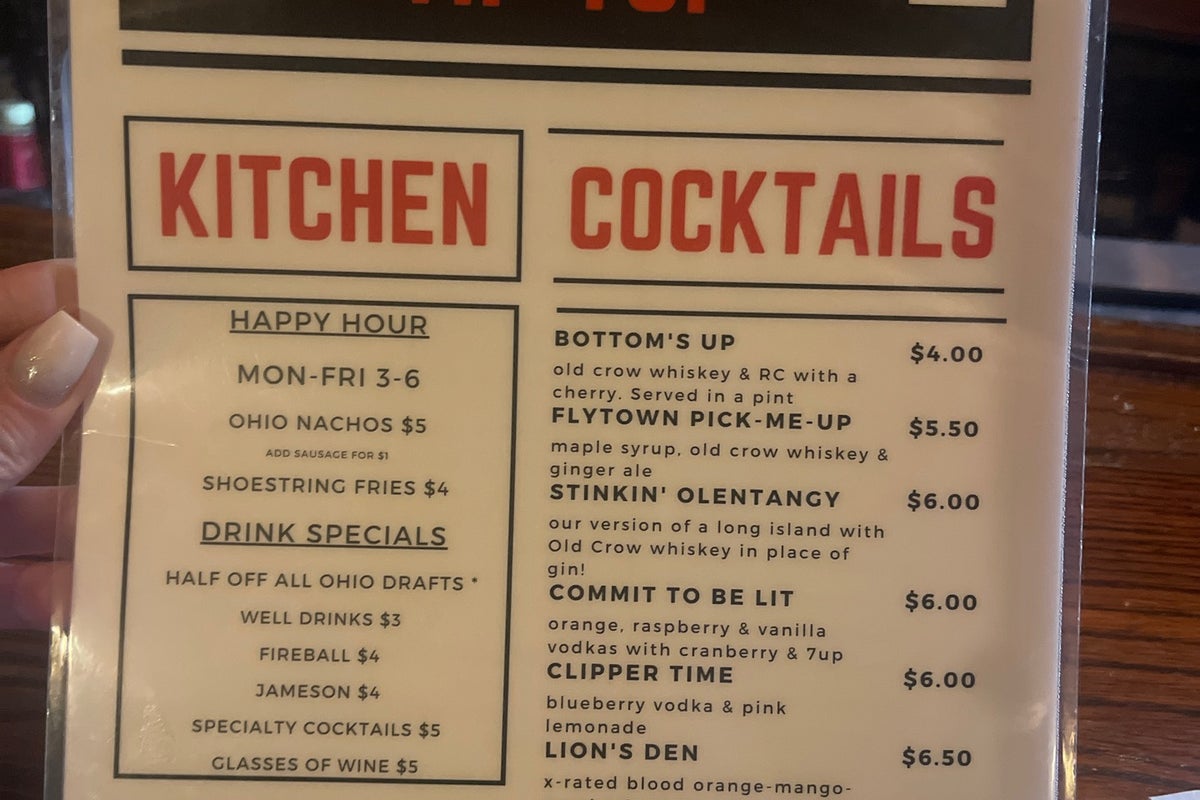 KITCHEN
HAPPY HOUR
MON-FRI 3-6
OHIO NACHOS $5
ADD SAUSAGE FOR $1
SHOESTRING FRIES $4
DRINK SPECIALS
HALF OFF ALL OHIO DRAFTS *
WELL DRINKS $3
FIREBALL $4
JAMESON $4
SPECIALTY COCKTAILS $5
GLASSES OF WINE $5
COCKTAILS
BOTTOM'S UP $4.00
old crow whiskey & RC with a
cherry. Served in a pint
FLYTOWN PICK-ME-UP $5.50
maple syrup, old crow whiskey &
ginger ale
STINKIN' OLENTANGY $6.00
our version of a long island with
Old Crow whiskey in place of
gin!
COMMIT TO BE LIT $6.00
orange, raspberry & vanilla
vodkas with cranberry & 7up
CLIPPER TIME $6.00
blueberry vodka & pink
lemonade
LION'S DEN $6.50
x-rated blood orange-mango-